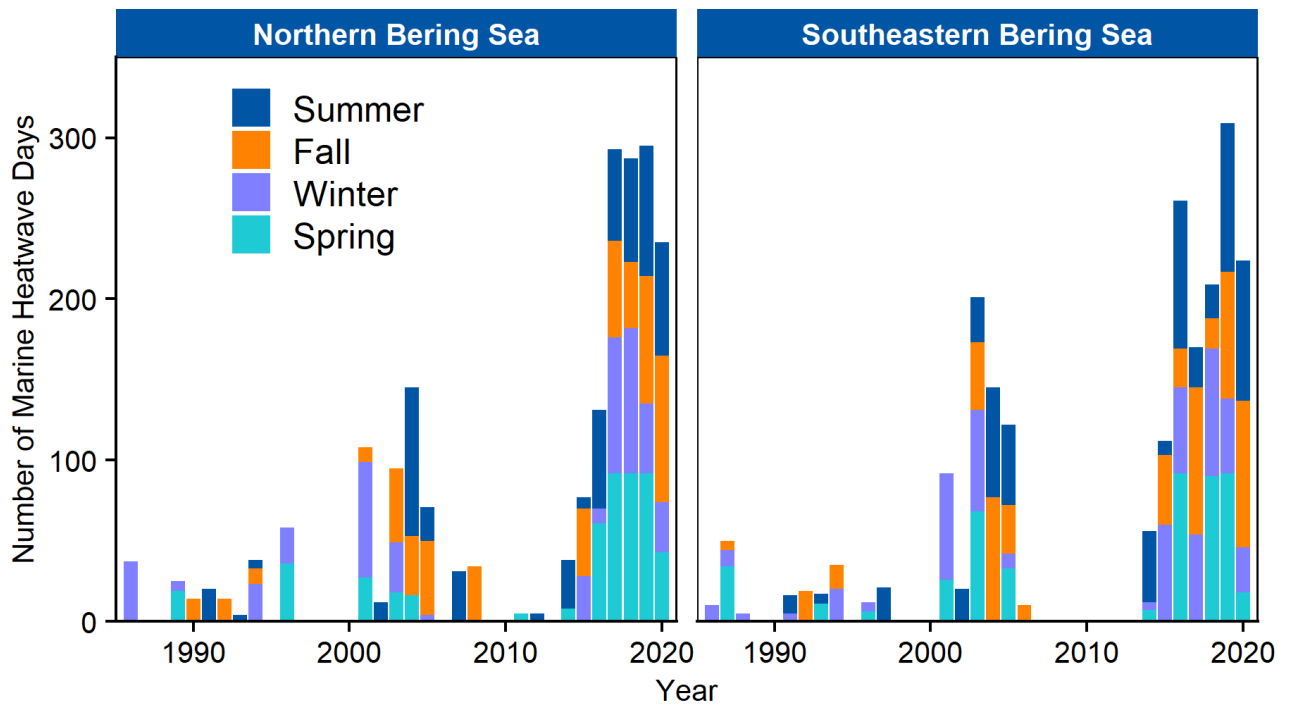 Northern Bering Sea
Southeastern Bering Sea
Number of Marine Heatwave Days
300
200
100
0
Summer
Fall
Winter
Spring
1990
2000
2010
2020
1990
2000
2010
2020
Year